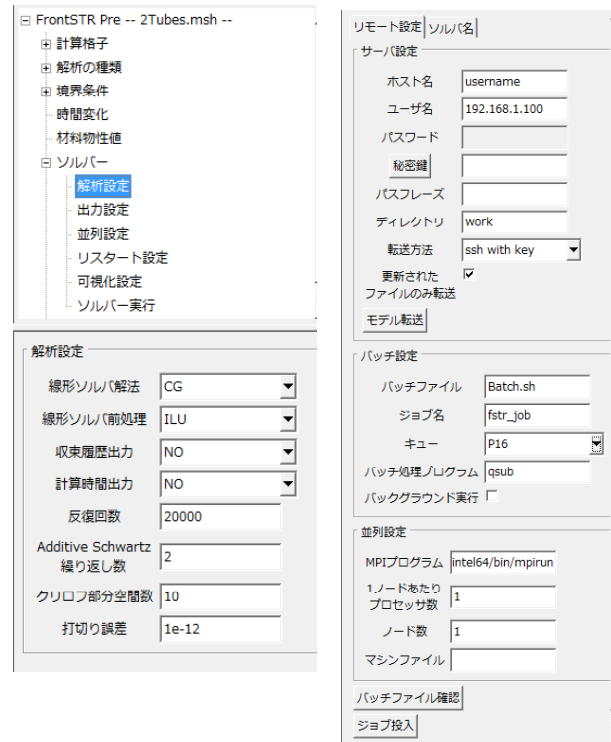 FrontSTR Pre -- 2Tubes.msh --
計算格子
解析の種類
境界条件
時間変化
材料物性値
ソルバー
解析設定
出力設定
並列設定
リスタート設定
可視化設定
ソルバー実行
解析設定
線形ソルバ解法 CG
線形ソルバ前処理 ILU
収束履歴出力 NO
計算時間出力 NO
反復回数 20000
Additive Schwartz
繰り返し数 2
クリロフ部分空間数 10
打切り誤差 1e-12
リモート設定 ソルバ名
サーバ設定
ホスト名 username
ユーザ名 192.168.1.100
パスワード
秘密鍵
パスフレーズ
ディレクトリ work
転送方法 ssh with key
更新された
ファイルのみ転送
モデル転送
バッチ設定
バッチファイル Batch.sh
ジョブ名 fstr_job
キュー P16
バッチ処理プログラム qsub
バックグラウンド実行
並列設定
MPIプログラム intel64/bin/mpirun
1ノードあたり
プロセッサ数 1
ノード数 1
マシンファイル
バッチファイル確認
ジョブ投入